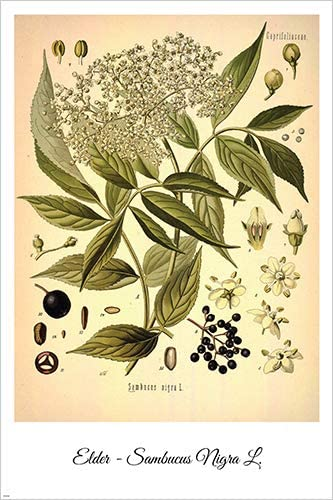 Caprifoliaceae.
Sambucus nigra L.
Elder - Sambucus Nigra L.